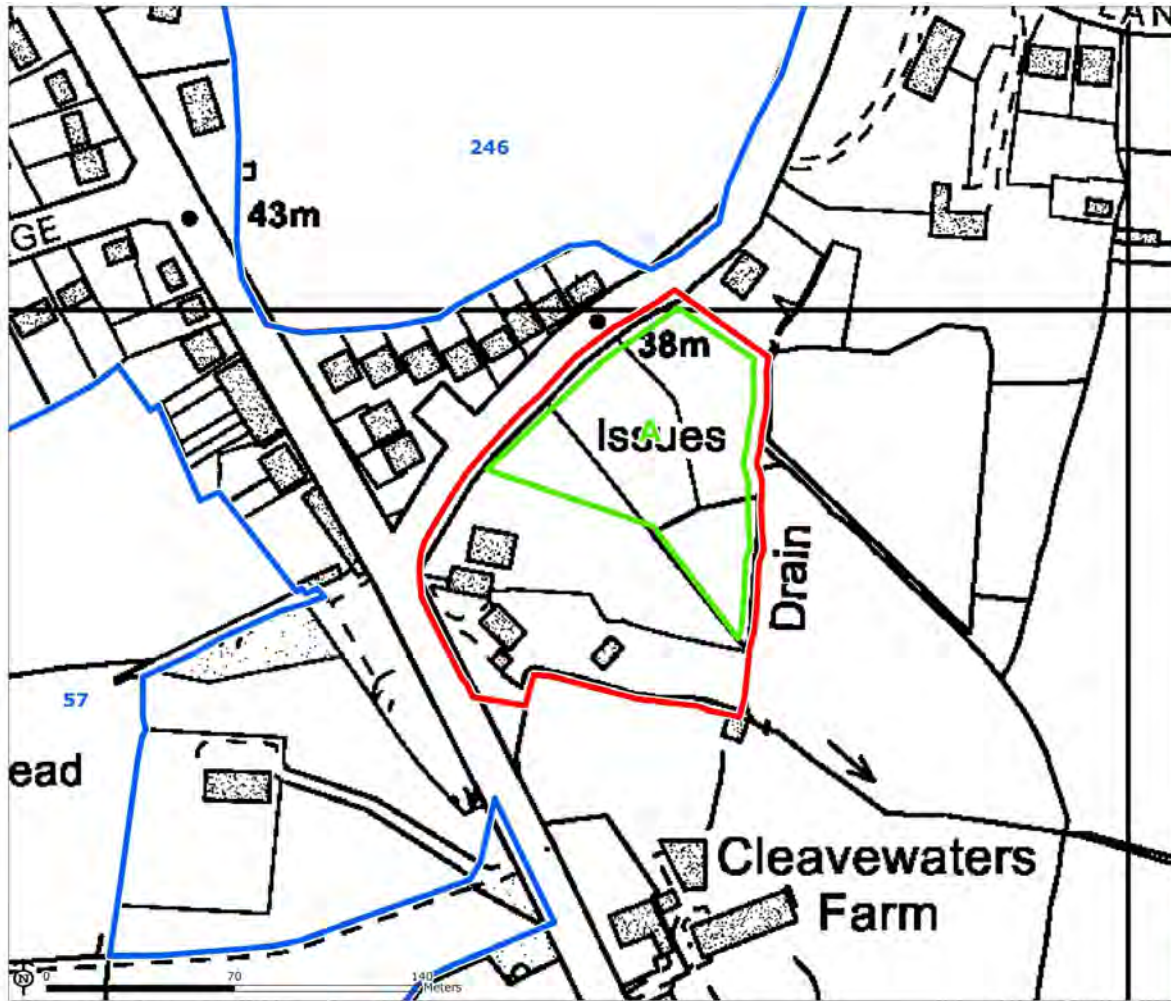 LAN
246
43m
GE
38m
Issues
A
Drain
57
ead
Cleavewaters
Farm
N
0 70 140
Meters